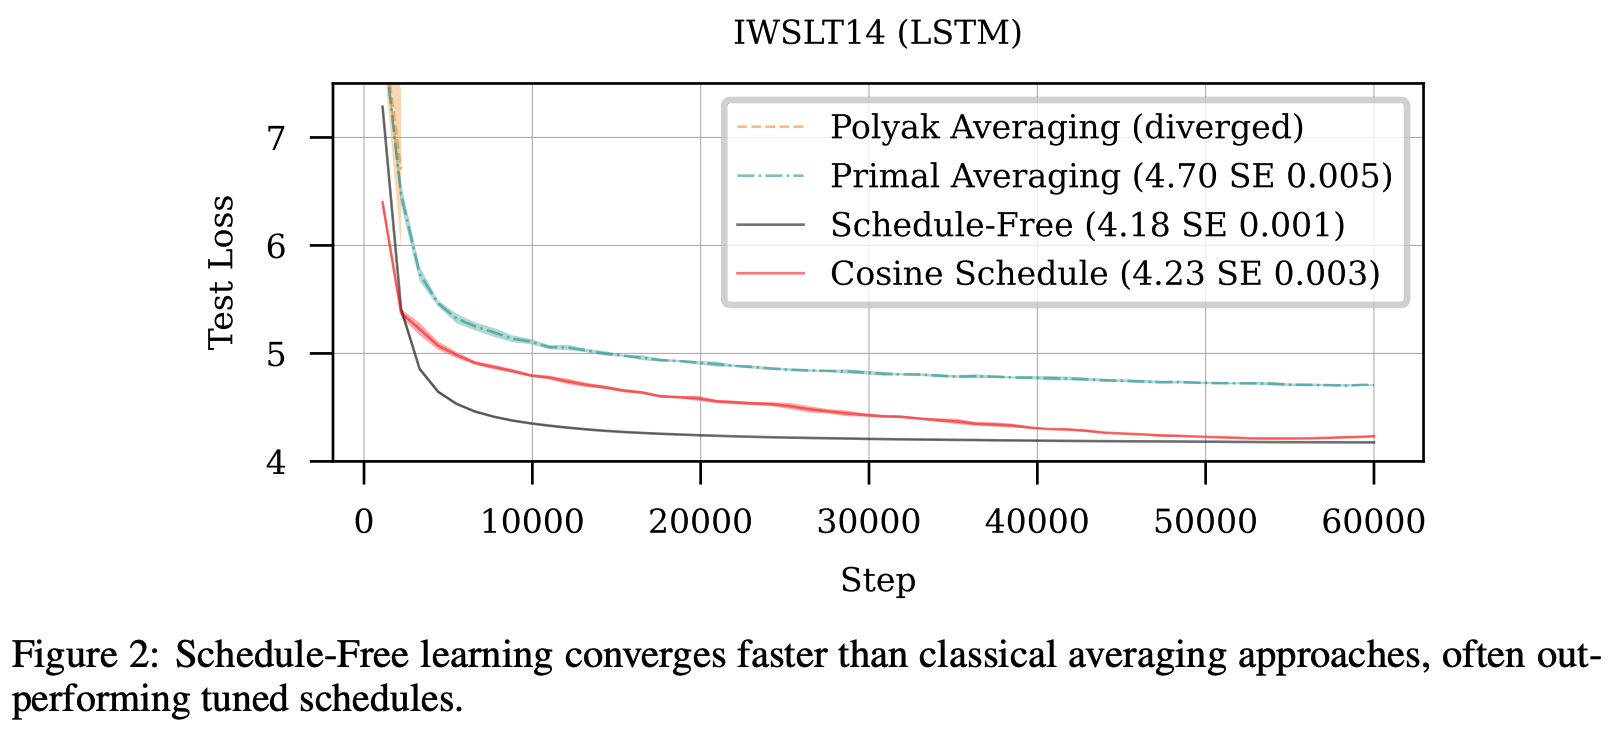 IWSLT14 (LSTM)
7
6
5
4
Test Loss
Polyak Averaging (diverged)
Primal Averaging (4.70 SE 0.005)
Schedule-Free (4.18 SE 0.001)
Cosine Schedule (4.23 SE 0.003)
0 10000 20000 30000 40000 50000 60000
Step
Figure 2: Schedule-Free learning converges faster than classical averaging approaches, often out-
performing tuned schedules.